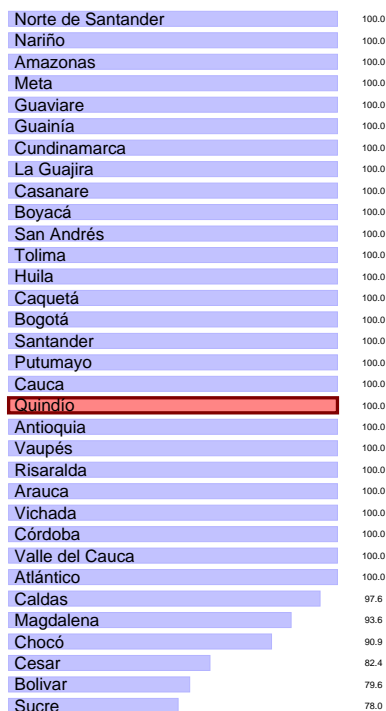 Norte de Santander 100.0
Nariño 100.0
Amazonas 100.0
Meta 100.0
Guaviare 100.0
Guainía 100.0
Cundinamarca 100.0
La Guajira 100.0
Casanare 100.0
Boyacá 100.0
San Andrés 100.0
Tolima 100.0
Huila 100.0
Caquetá 100.0
Bogotá 100.0
Santander 100.0
Putumayo 100.0
Cauca 100.0
Quindío 100.0
Antioquia 100.0
Vaupés 100.0
Risaralda 100.0
Arauca 100.0
Vichada 100.0
Córdoba 100.0
Valle del Cauca 100.0
Atlántico 100.0
Caldas 97.6
Magdalena 93.6
Chocó 90.9
Cesar 82.4
Bolivar 79.6
Sucre 78.0